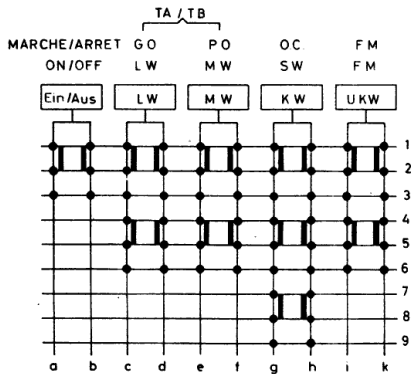 TA / TB
MARCHE/ARRET GO PO OC. FM
ON/OFF LW MW SW FM
Ein/Aus LW MW KW UKW
1
2
3
4
5
6
7
8
9
a b c d e f g h i k